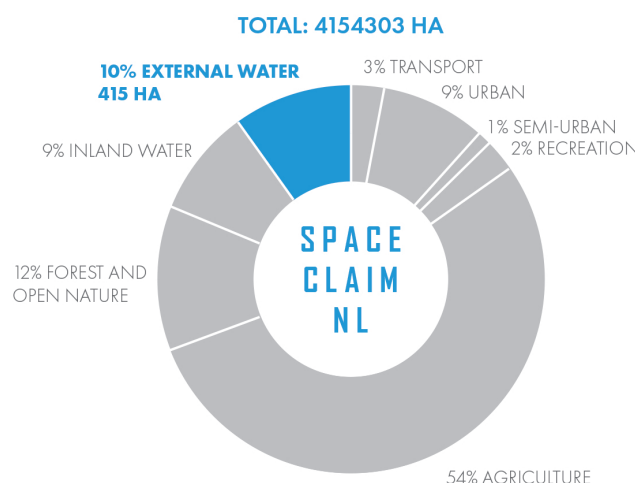 TOTAL: 4154303 HA
10% EXTERNAL WATER
415 HA
3% TRANSPORT
9% URBAN
1% SEMI-URBAN
2% RECREATION
9% INLAND WATER
12% FOREST AND
OPEN NATURE
SPACE
CLAIM
NL
54% AGRICULTURE